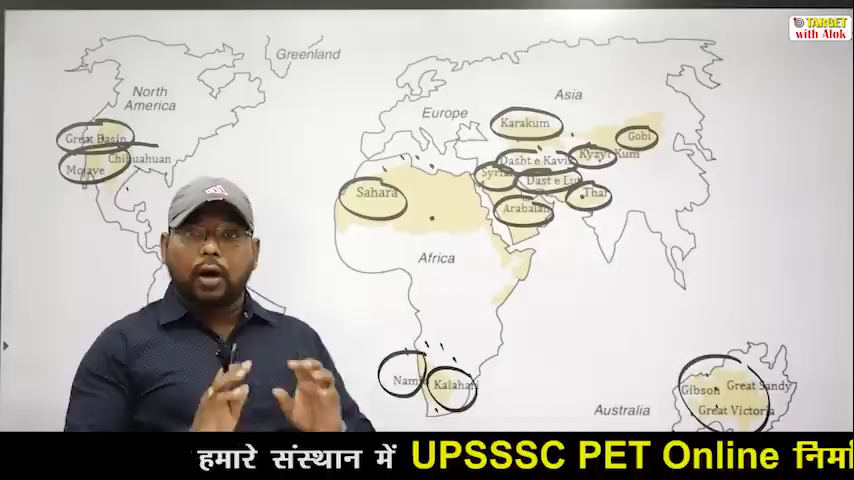 TARGET
with Alok
Greenland
North
America
Asia
Europe
Great Basin
Karakum
Gobi
Chihuahuan
Dasht e Kavir
Kyzyl Kum
Mojave
Syrian
Dast e Lut
Sahara
Thar
Arabaian
Africa
Namib
Kalahari
Gibson
Great Sandy
Great Victoria
Australia
हमारे संस्थान में UPSSSC PET Online